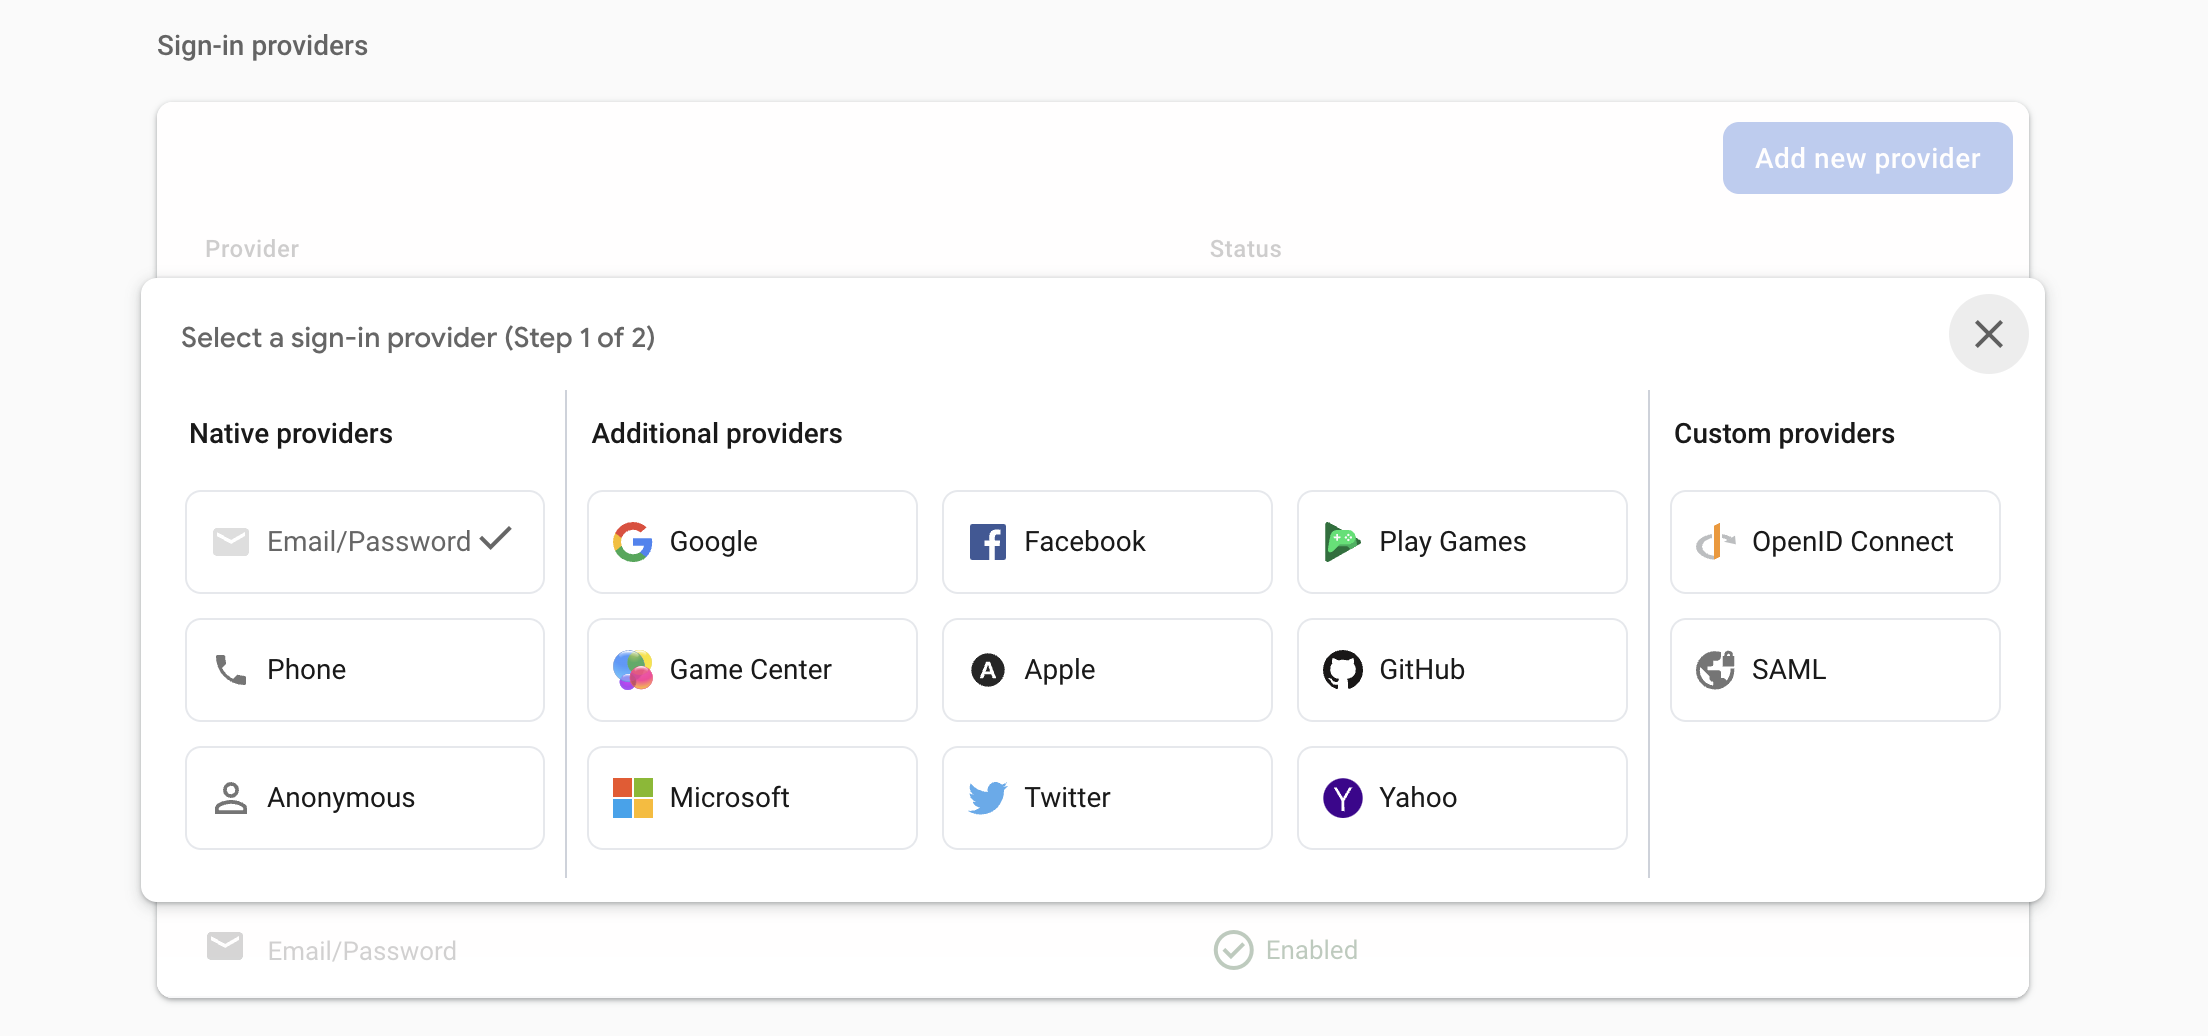 Sign-in providers
Add new provider
Provider
Status
Select a sign-in provider (Step 1 of 2)
Native providers
Additional providers
Custom providers
Email/Password
Google
Facebook
Play Games
OpenID Connect
Phone
Game Center
Apple
GitHub
SAML
Anonymous
Microsoft
Twitter
Yahoo
Email/Password
Enabled